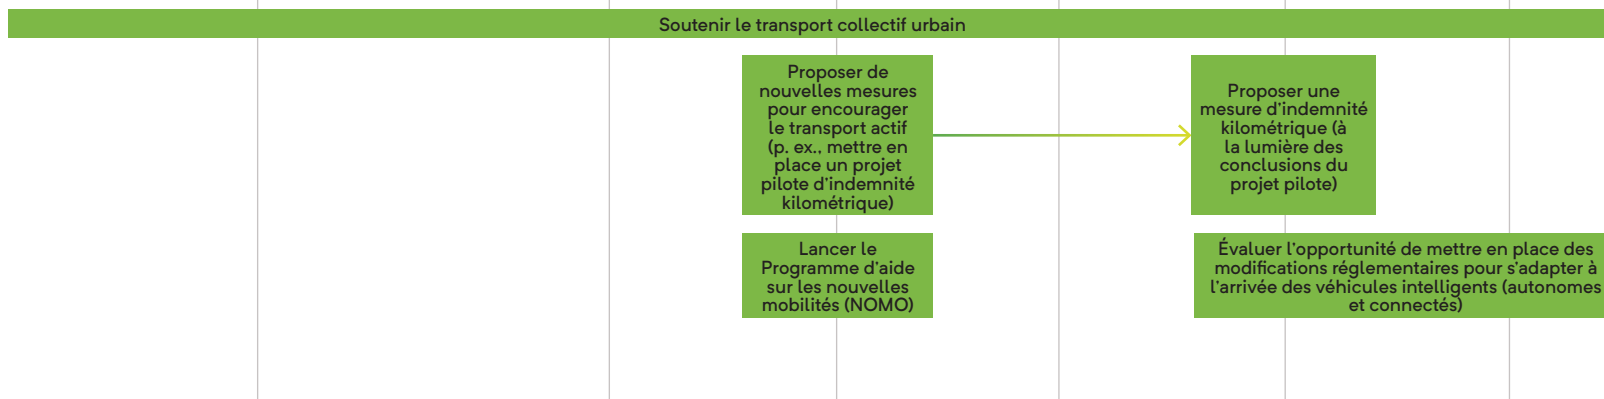 Soutenir le transport collectif urbain
Proposer de
nouvelles mesures
pour encourager
le transport actif
(p. ex., mettre en
place un projet
pilote d'indemnité
kilométrique)
Proposer une
mesure d'indemnité
kilométrique (à
la lumière des
conclusions du
projet pilote)
Lancer le
Programme d'aide
sur les nouvelles
mobilités (NOMO)
Évaluer l'opportunité de mettre en place des
modifications réglementaires pour s'adapter à
l'arrivée des véhicules intelligents (autonomes
et connectés)